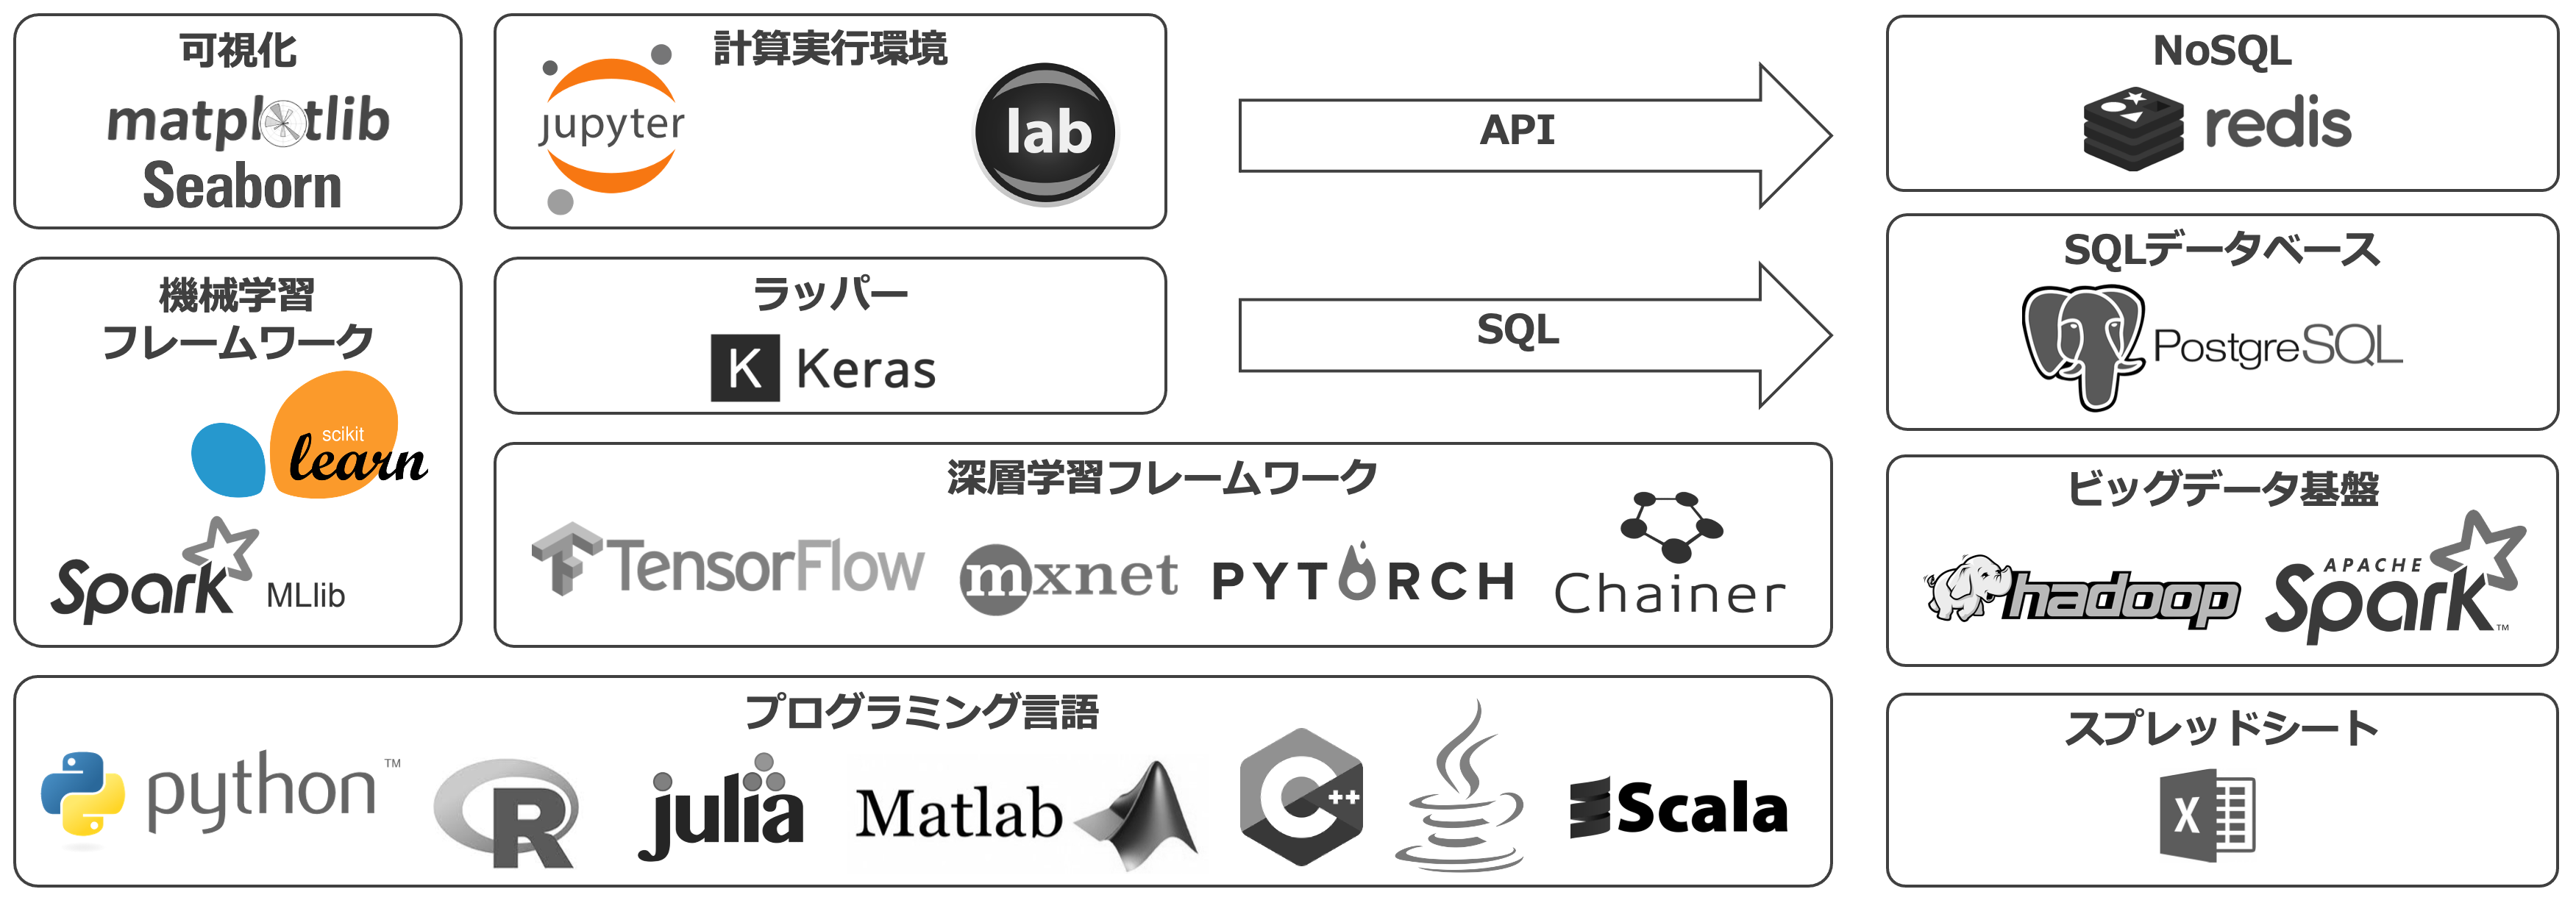 可視化
matplotlib
Seaborn
計算実行環境
jupyter
lab
API
NoSQL
redis
機械学習
フレームワーク
scikit
learn
Spark MLlib
ラッパー
K Keras
SQL
SQLデータベース
PostgreSQL
深層学習フレームワーク
TensorFlow
mxnet
PYTORCH
Chainer
ビッグデータ基盤
hadoop
APACHE
Spark™
プログラミング言語
python™
R
julia
Matlab
C++
Scala
スプレッドシート
X